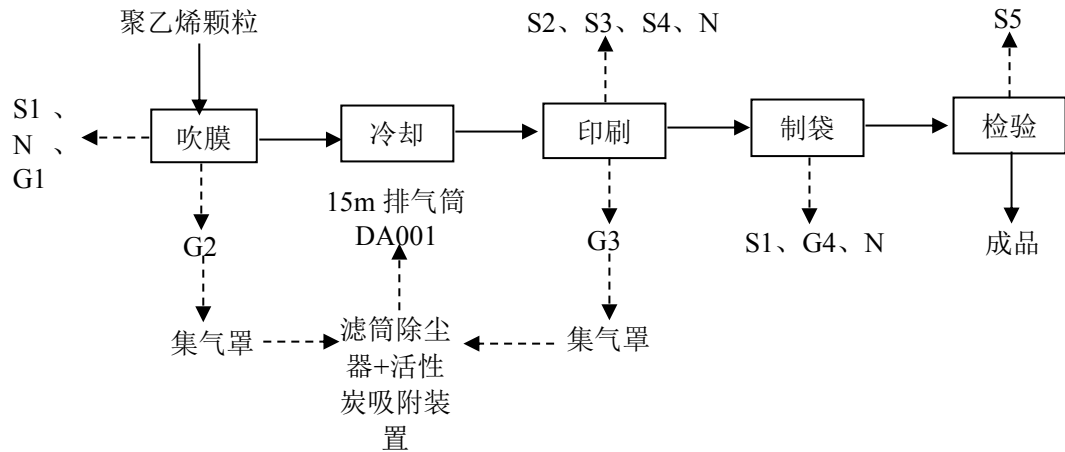 聚乙烯颗粒
S2、S3、S4、N
S5
S1 、
N 、
G1
吹膜
冷却
印刷
制袋
检验
15m 排气筒
DA001
G2
G3
S1、G4、N
成品
集气罩
滤筒除尘
器+活性
炭吸附装
置
集气罩